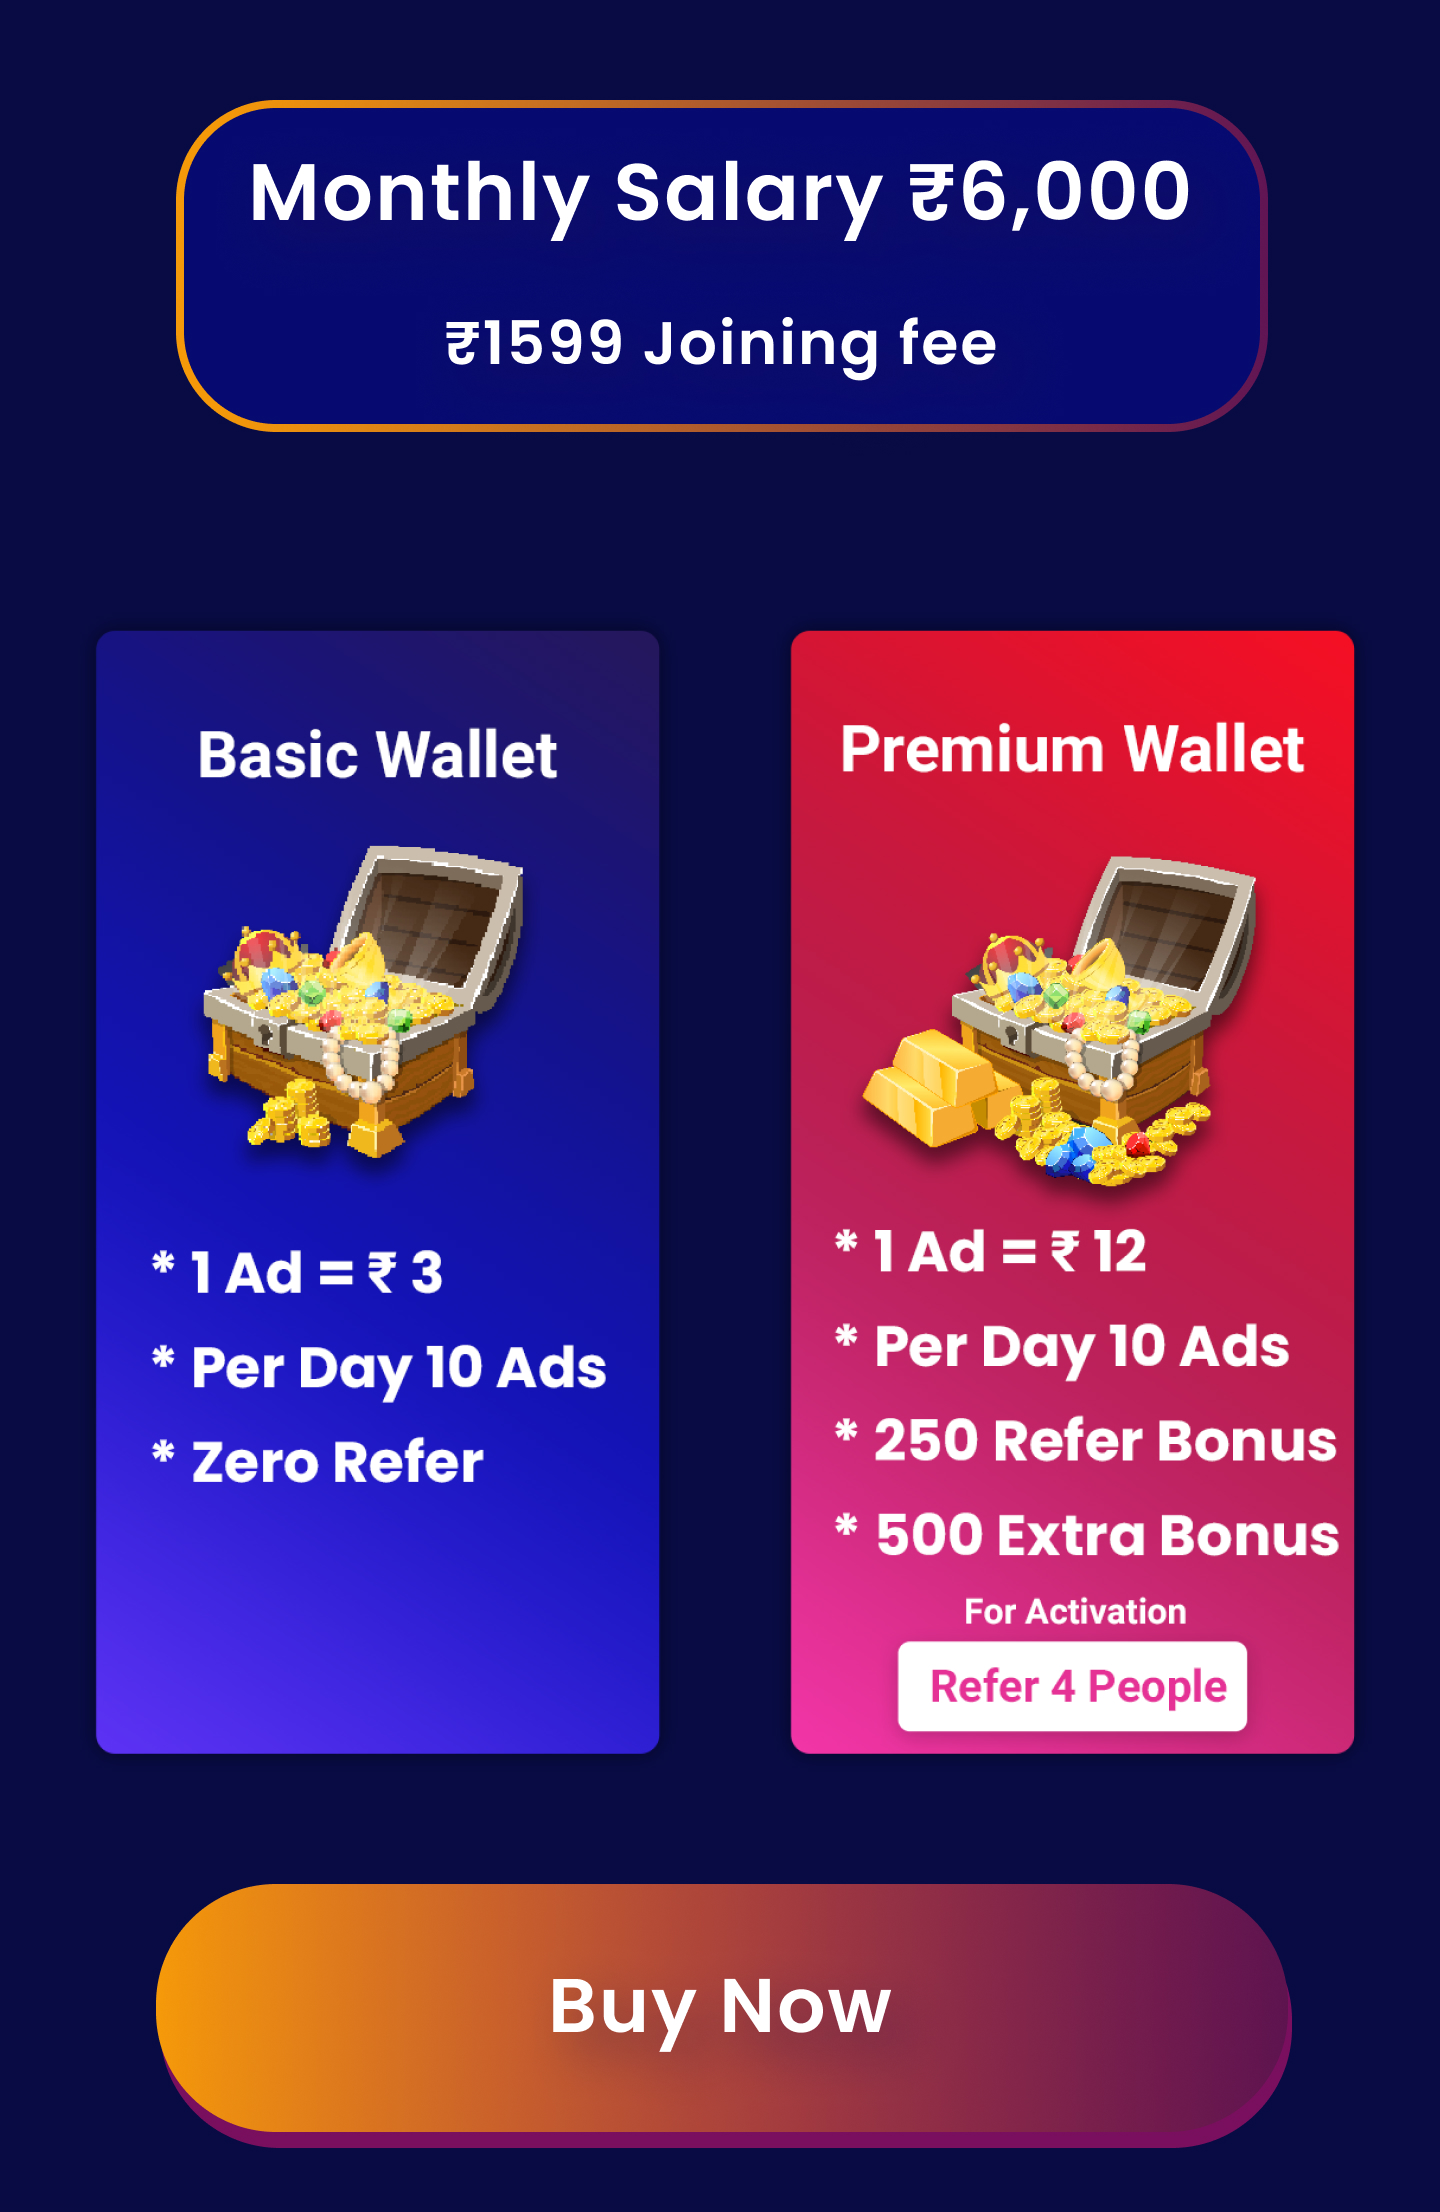 Monthly Salary ₹6,000
₹1599 Joining fee
Basic Wallet
* 1 Ad = ₹ 3
* Per Day 10 Ads
* Zero Refer
Premium Wallet
* 1 Ad = ₹ 12
* Per Day 10 Ads
* 250 Refer Bonus
* 500 Extra Bonus
For Activation
Refer 4 People
Buy Now